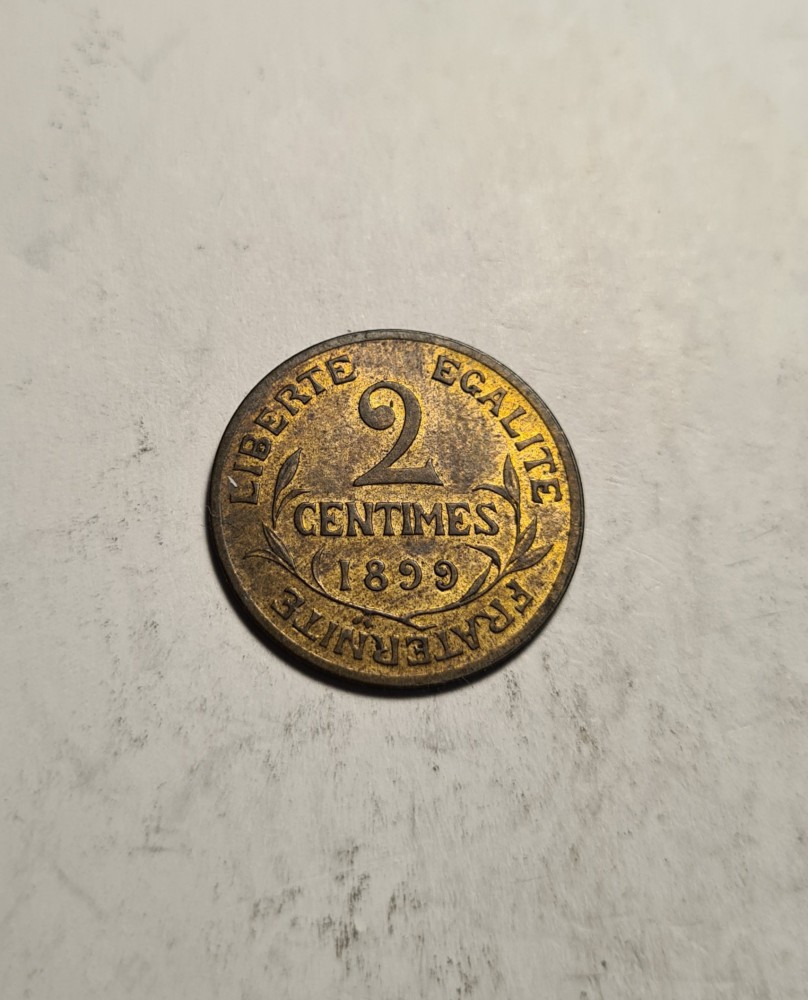 LIBERTE EGALITE FRATERNITE
2
CENTIMES
1899